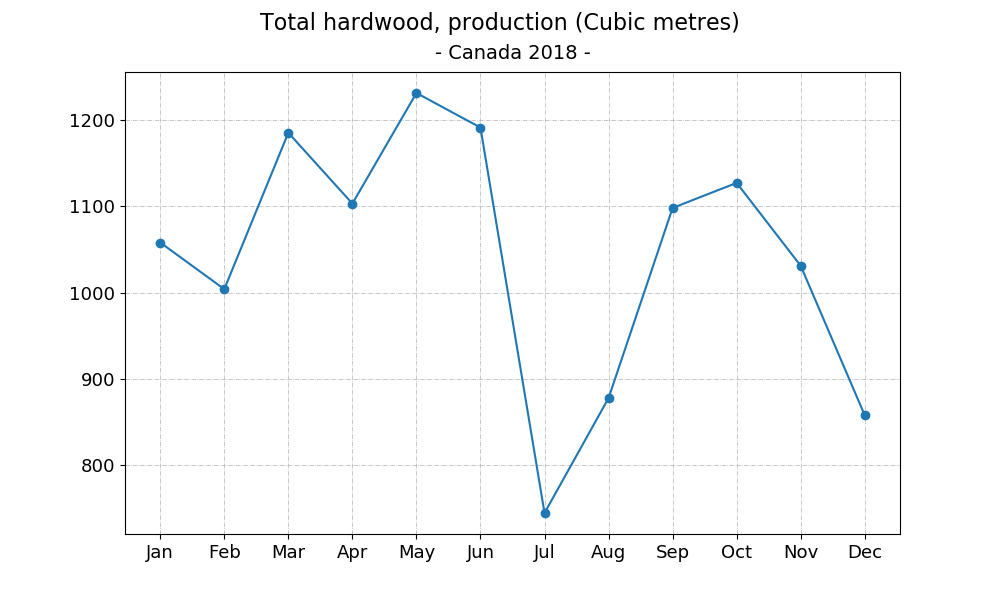 Total hardwood, production (Cubic metres)
- Canada 2018 -
1200
1100
1000
900
800
Jan Feb Mar Apr May Jun Jul Aug Sep Oct Nov Dec